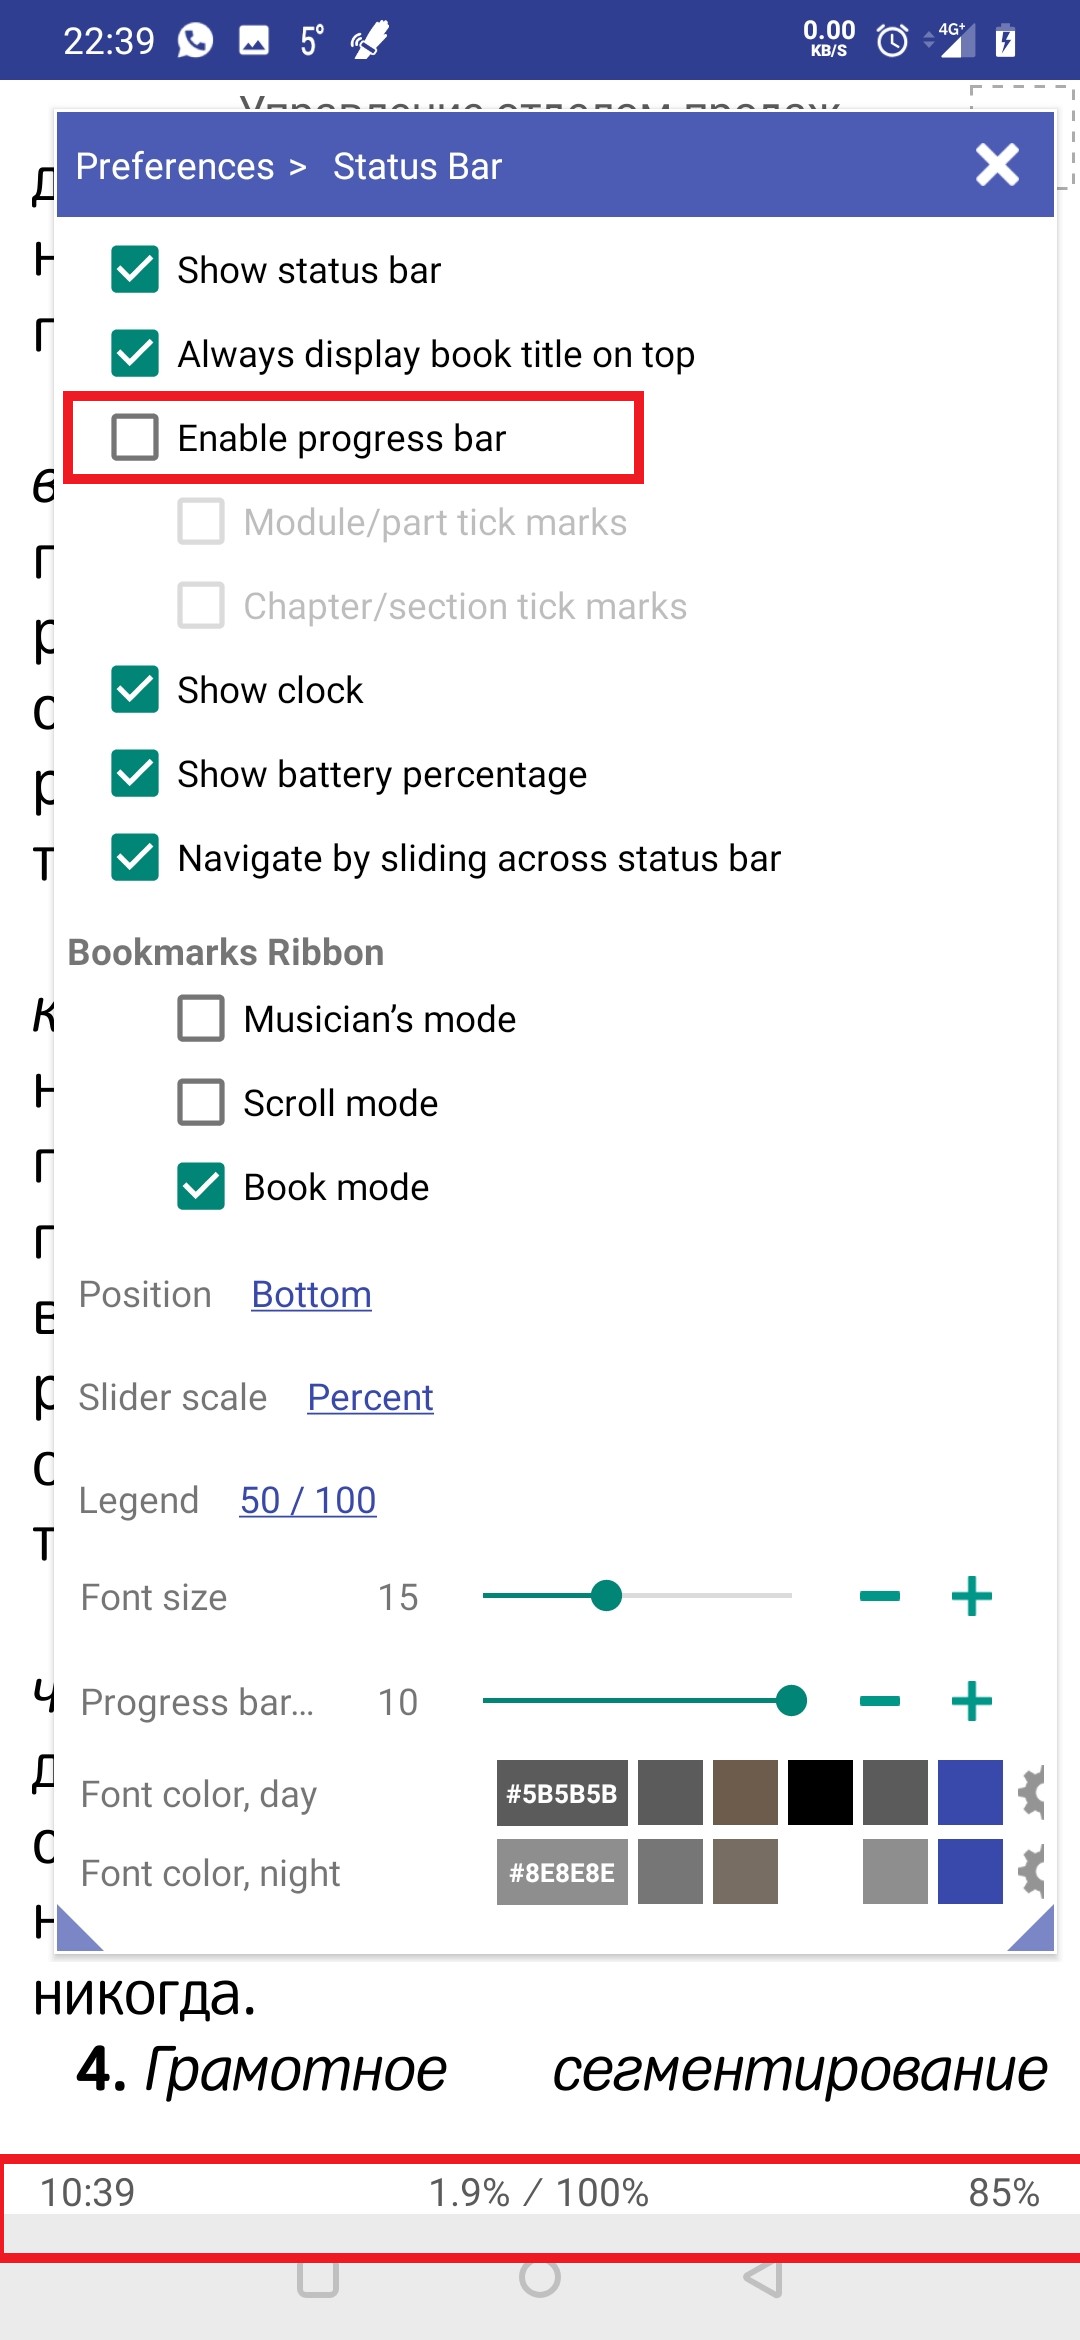 22:39 5° 0.00 KB/S 4G+
Управление отделом продаж
Preferences > Status Bar
Show status bar
Always display book title on top
Enable progress bar
Module/part tick marks
Chapter/section tick marks
Show clock
Show battery percentage
Navigate by sliding across status bar
Bookmarks Ribbon
Musician’s mode
Scroll mode
Book mode
Position Bottom
Slider scale Percent
Legend 50 / 100
Font size 15
Progress bar... 10
Font color, day #5B5B5B
Font color, night #8E8E8E
никогда.
4. Грамотное сегментирование
10:39 1.9% / 100% 85%